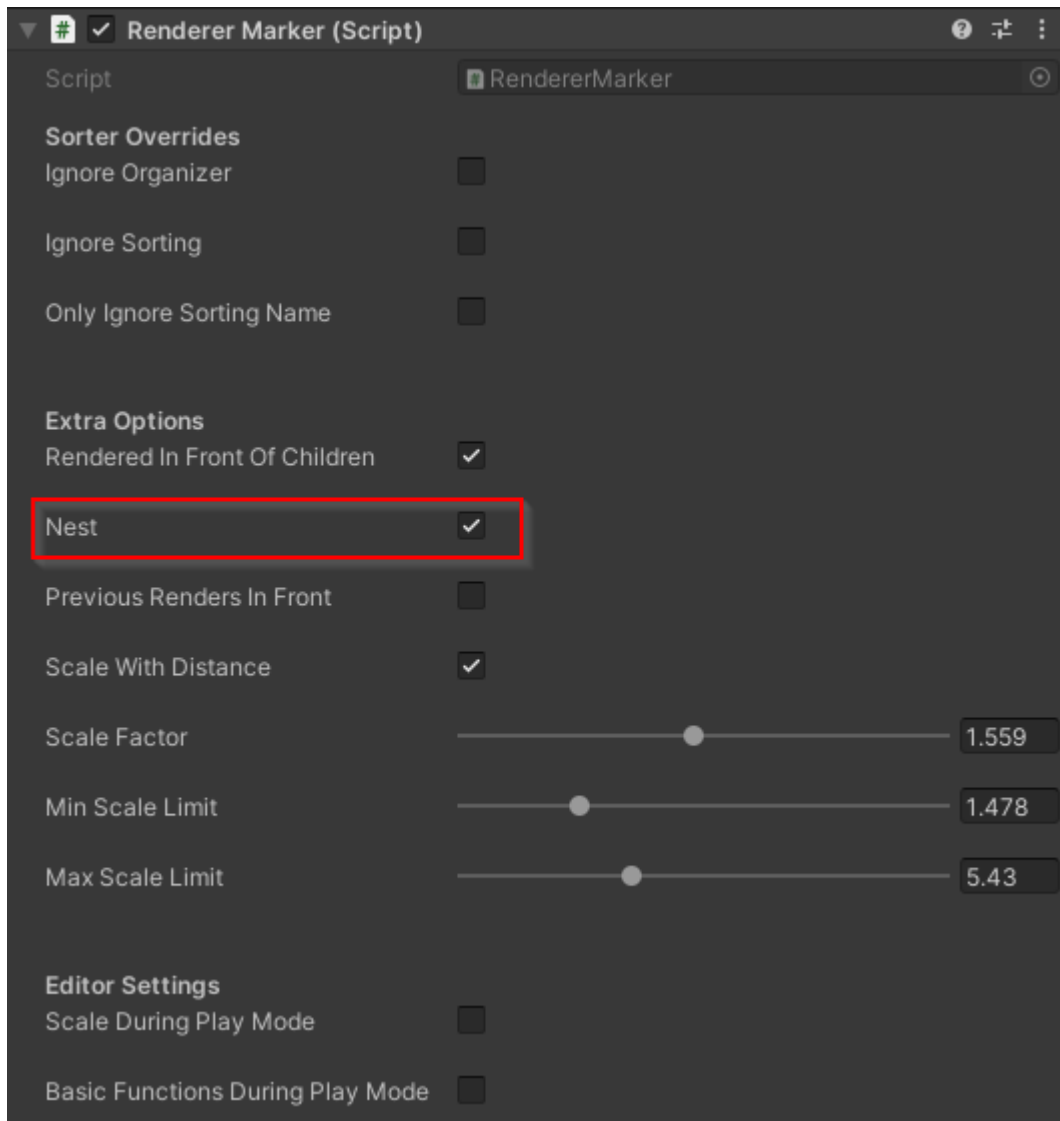 Renderer Marker (Script)
Script RendererMarker
Sorter Overrides
Ignore Organizer
Ignore Sorting
Only Ignore Sorting Name
Extra Options
Rendered In Front Of Children
Nest
Previous Renders In Front
Scale With Distance
Scale Factor 1.559
Min Scale Limit 1.478
Max Scale Limit 5.43
Editor Settings
Scale During Play Mode
Basic Functions During Play Mode